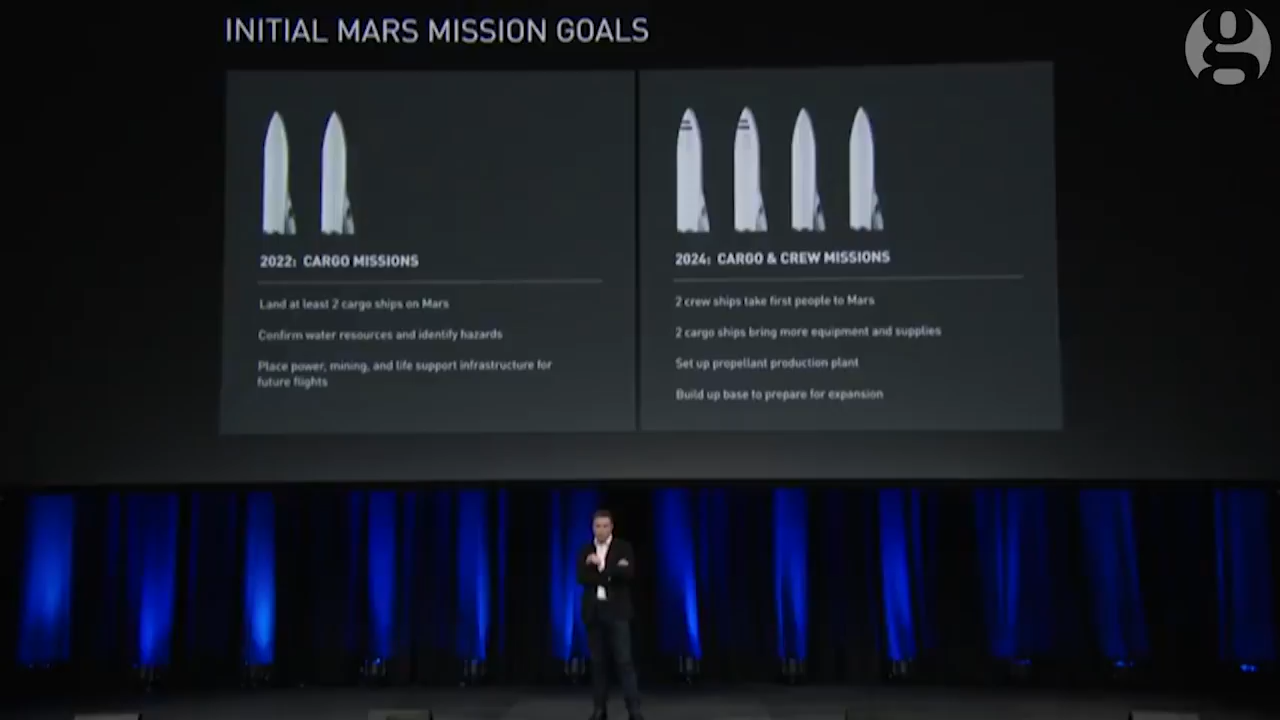 INITIAL MARS MISSION GOALS
2022: CARGO MISSIONS
Land at least 2 cargo ships on Mars
Confirm water resources and identify hazards
Place power, mining, and life support infrastructure for
future flights
2024: CARGO & CREW MISSIONS
2 crew ships take first people to Mars
2 cargo ships bring more equipment and supplies
Set up propellant production plant
Build up base to prepare for expansion
g